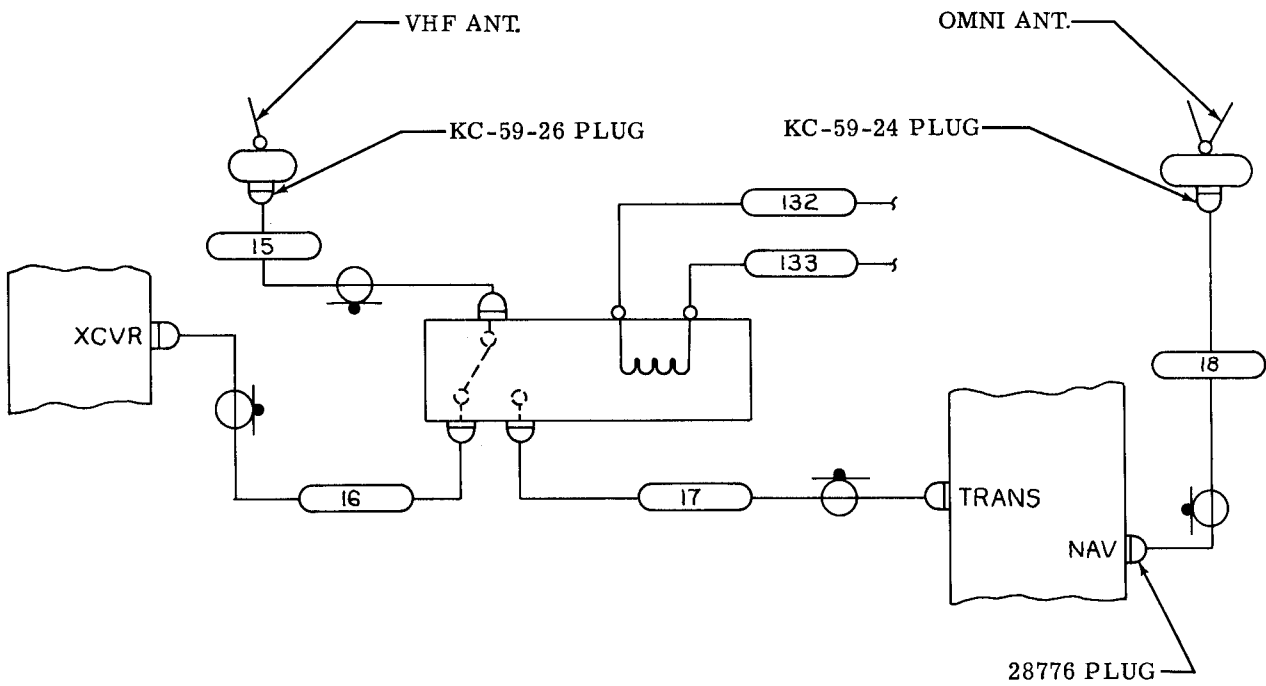 VHF ANT.
OMNI ANT.
KC-59-26 PLUG
KC-59-24 PLUG
132
15
133
XCVR
18
16
17
TRANS
NAV
28776 PLUG